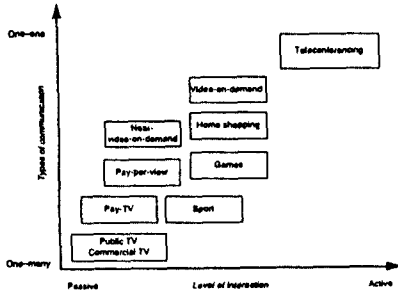 One-one
Teleconferencing
Types of communication
Video-on-demand
Near-
video-on-demand
Home shopping
Pay-per-view
Games
Pay-TV
Sport
Public TV
Commercial TV
One-many
Passive
Level of interaction
Active